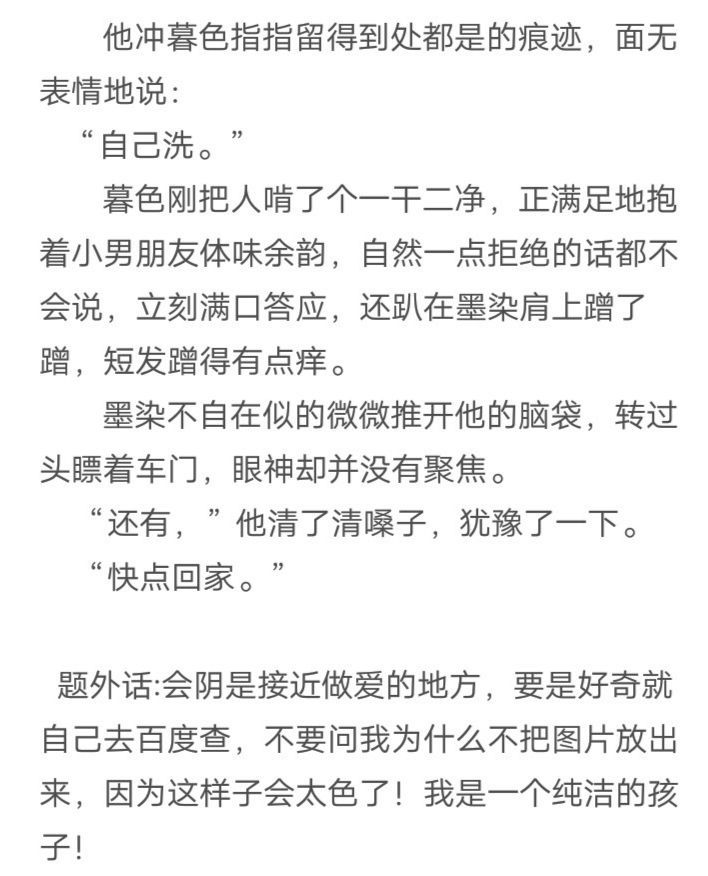 他冲暮色指指留得到处都是的痕迹，面无
表情地说：
“自己洗。”
暮色刚把人啃了个一干二净，正满足地抱
着小男朋友体味余韵，自然一点拒绝的话都不
会说，立刻满口答应，还趴在墨染肩上蹭了
蹭，短发蹭得有点痒。
墨染不自在似的微微推开他的脑袋，转过
头瞟着车门，眼神却并没有聚焦。
“还有，”他清了清嗓子，犹豫了一下。
“快点回家。”
题外话:会阴是接近做爱的地方，要是好奇就
自己去百度查，不要问我为什么不把图片放出
来，因为这样子会太色了！我是一个纯洁的孩
子！